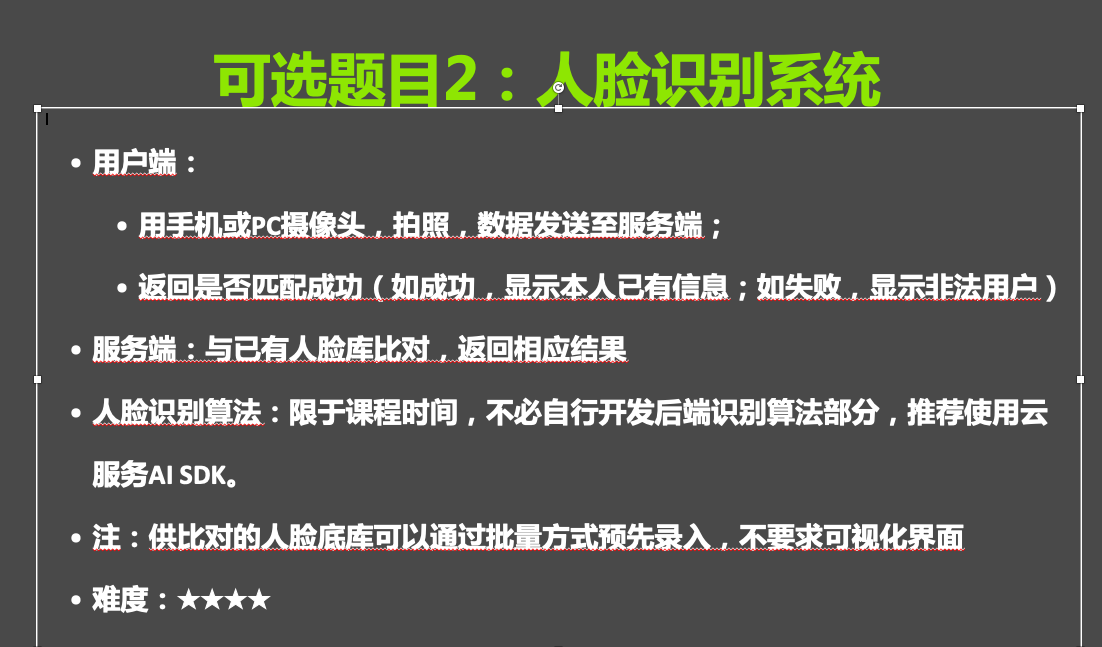 可选题目2：人脸识别系统
• 用户端：
• 用手机或PC摄像头，拍照，数据发送至服务端；
• 返回是否匹配成功（如成功，显示本人已有信息；如失败，显示非法用户）
• 服务端：与已有人脸库比对，返回相应结果
• 人脸识别算法：限于课程时间，不必自行开发后端识别算法部分，推荐使用云
服务AI SDK。
• 注：供比对的人脸底库可以通过批量方式预先录入，不要求可视化界面
• 难度：★★★★